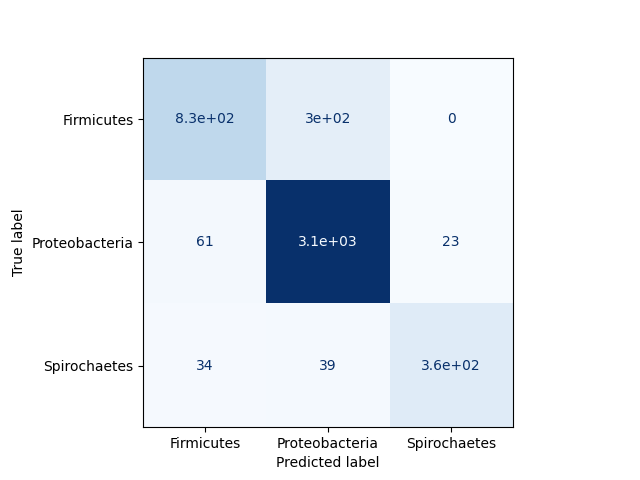 Firmicutes 8.3e+02 3e+02 0
Proteobacteria 61 3.1e+03 23
Spirochaetes 34 39 3.6e+02
Firmicutes Proteobacteria Spirochaetes
Predicted label
True label